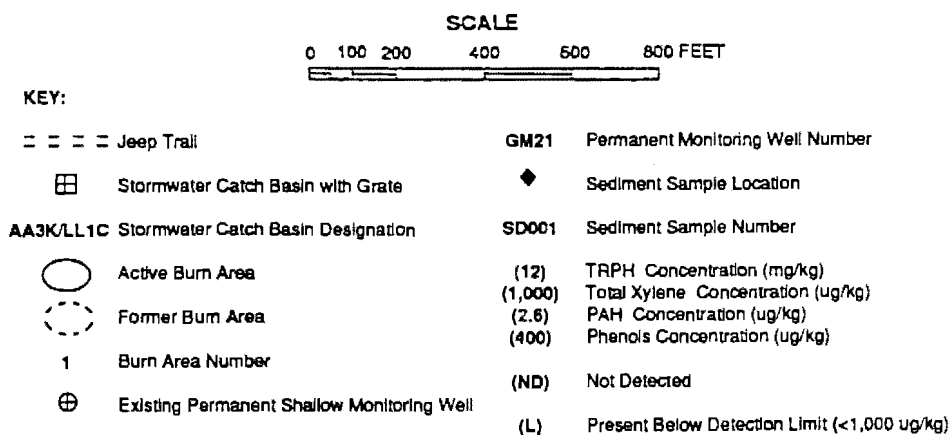 SCALE
0 100 200 400 600 800 FEET
KEY:
Jeep Trail
Stormwater Catch Basin with Grate
AA3K/LL1C Stormwater Catch Basin Designation
Active Burn Area
Former Burn Area
1 Burn Area Number
Existing Permanent Shallow Monitoring Well
GM21 Permanent Monitoring Well Number
Sediment Sample Location
SD001 Sediment Sample Number
(12) TRPH Concentration (mg/kg)
(1,000) Total Xylene Concentration (ug/kg)
(2.6) PAH Concentration (ug/kg)
(400) Phenols Concentration (ug/kg)
(ND) Not Detected
(L) Present Below Detection Limit (<1,000 ug/kg)